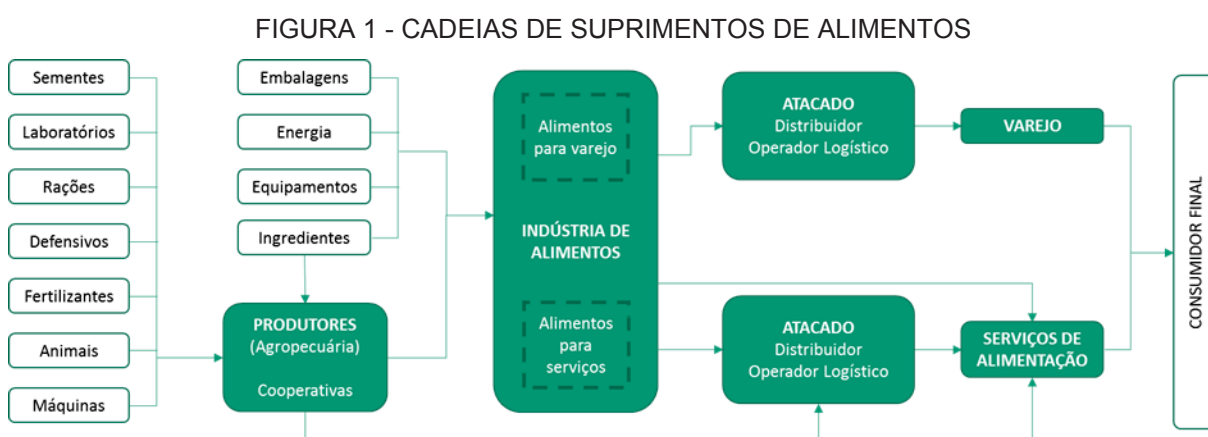 FIGURA 1 - CADEIAS DE SUPRIMENTOS DE ALIMENTOS
Sementes
Laboratórios
Rações
Defensivos
Fertilizantes
Animais
Máquinas
Embalagens
Energia
Equipamentos
Ingredientes
PRODUTORES
(Agropecuária)
Cooperativas
Alimentos
para varejo
INDÚSTRIA DE
ALIMENTOS
Alimentos
para
serviços
ATACADO
Distribuidor
Operador Logístico
VAREJO
ATACADO
Distribuidor
Operador Logístico
SERVIÇOS DE
ALIMENTAÇÃO
CONSUMIDOR FINAL